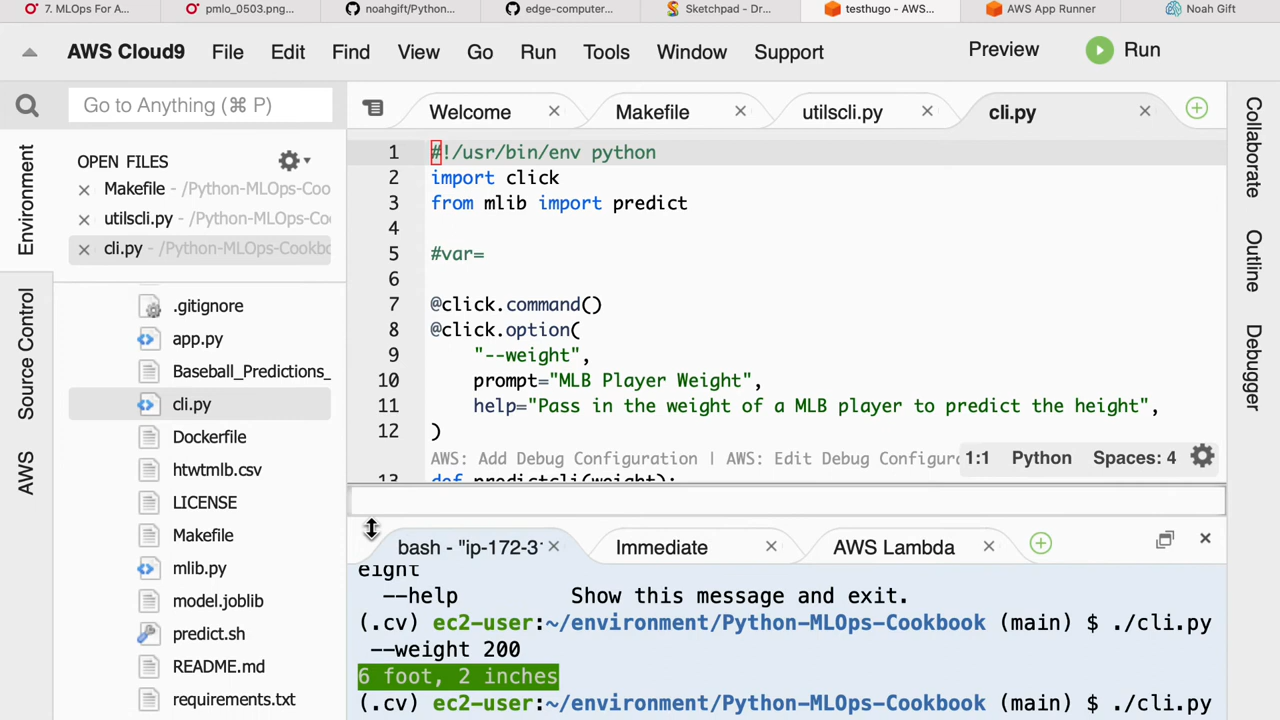 7. MLOps For A...
pmlo_0503.png...
noahgift/Python...
edge-computer...
Sketchpad - Dr...
testhugo - AWS...
AWS App Runner
Noah Gift
AWS Cloud9 File Edit Find View Go Run Tools Window Support Preview Run
Go to Anything (⌘ P)
Welcome
Makefile
utilscli.py
cli.py
Environment
Source Control
AWS
OPEN FILES
Makefile - /Python-MLOps-Coo
utilscli.py - /Python-MLOps-Co
cli.py - /Python-MLOps-Cookb
.gitignore
app.py
Baseball_Predictions_
cli.py
Dockerfile
htwtmlb.csv
LICENSE
Makefile
mlib.py
model.joblib
predict.sh
README.md
requirements.txt
1 #!/usr/bin/env python
2 import click
3 from mlib import predict
4
5 #var=
6
7 @click.command()
8 @click.option(
9 "--weight",
10 prompt="MLB Player Weight",
11 help="Pass in the weight of a MLB player to predict the height",
12 )
AWS: Add Debug Configuration | AWS: Edit Debug Configur
13 def predictcli(weight):
1:1 Python Spaces: 4
bash - "ip-172-3
Immediate
AWS Lambda
eight
--help Show this message and exit.
(.cv) ec2-user:~/environment/Python-MLOps-Cookbook (main) $ ./cli.py
--weight 200
6 foot, 2 inches
(.cv) ec2-user:~/environment/Python-MLOps-Cookbook (main) $ ./cli.py
Collaborate
Outline
Debugger